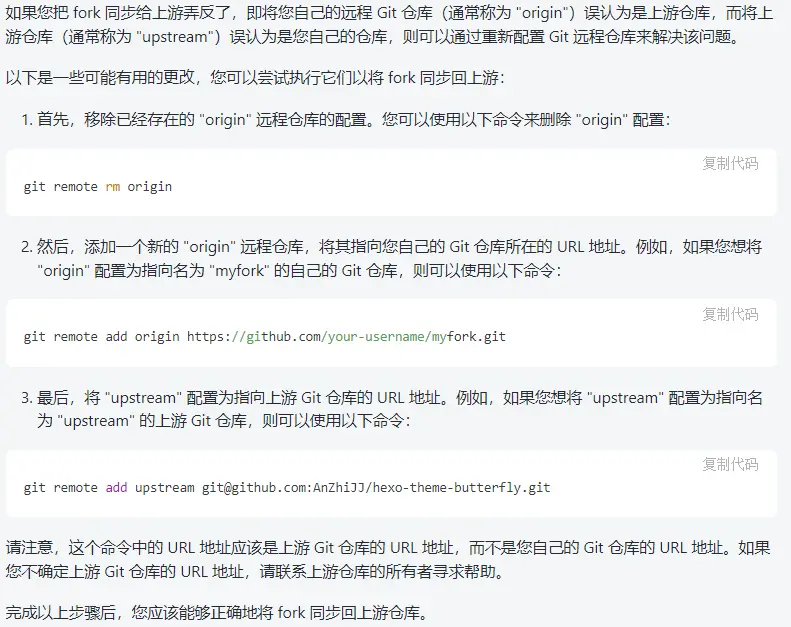 如果您把 fork 同步给上游弄反了，即将您自己的远程 Git 仓库（通常称为 "origin"）误认为是上游仓库，而将上
游仓库（通常称为 "upstream"）误认为是您自己的仓库，则可以通过重新配置 Git 远程仓库来解决该问题。
以下是一些可能有用的更改，您可以尝试执行它们以将 fork 同步回上游：
1. 首先，移除已经存在的 "origin" 远程仓库的配置。您可以使用以下命令来删除 "origin" 配置：
复制代码
git remote rm origin
2. 然后，添加一个新的 "origin" 远程仓库，将其指向您自己的 Git 仓库所在的 URL 地址。例如，如果您想将
"origin" 配置为指向名为 "myfork" 的自己的 Git 仓库，则可以使用以下命令：
复制代码
git remote add origin https://github.com/your-username/myfork.git
3. 最后，将 "upstream" 配置为指向上游 Git 仓库的 URL 地址。例如，如果您想将 "upstream" 配置为指向名
为 "upstream" 的上游 Git 仓库，则可以使用以下命令：
复制代码
git remote add upstream git@github.com:AnZhiJJ/hexo-theme-butterfly.git
请注意，这个命令中的 URL 地址应该是上游 Git 仓库的 URL 地址，而不是您自己的 Git 仓库的 URL 地址。如果
您不确定上游 Git 仓库的 URL 地址，请联系上游仓库的所有者寻求帮助。
完成以上步骤后，您应该能够正确地将 fork 同步回上游仓库。